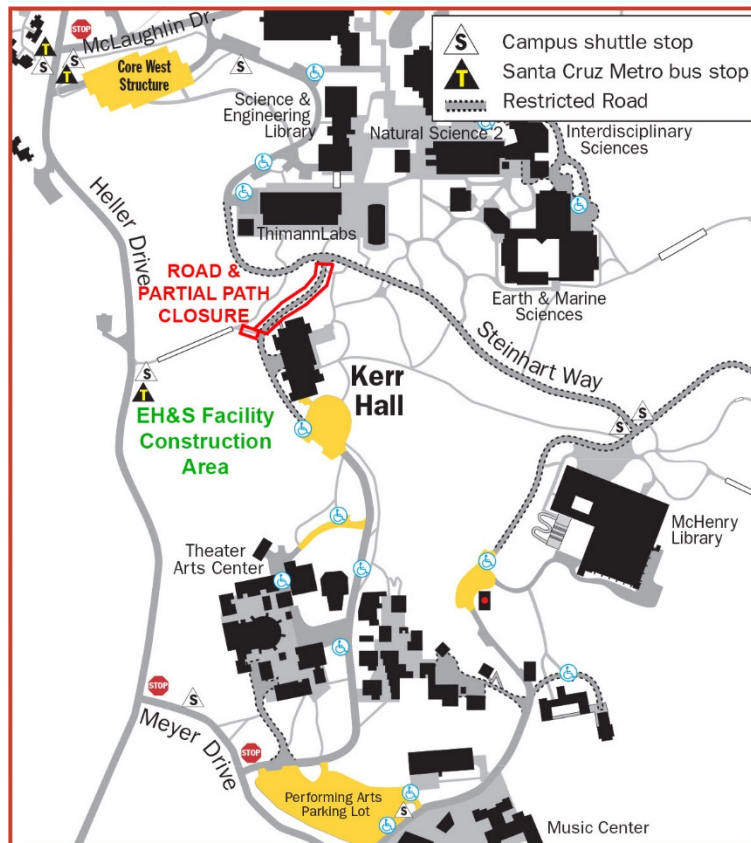 STOP
McLaughlin Dr.
T
S
T
S
Core West
Structure
S
S
Campus shuttle stop
T
Santa Cruz Metro bus stop
Restricted Road
Science &
Engineering
Library
Natural Science 2
Interdisciplinary
Sciences
Heller Drive
ThimannLabs
ROAD &
PARTIAL PATH
CLOSURE
Earth & Marine
Sciences
Steinhart Way
S
T
Kerr
Hall
EH&S Facility
Construction
Area
S
S
McHenry
Library
Theater
Arts Center
STOP
S
Meyer Drive
STOP
Performing Arts
Parking Lot
S
Music Center